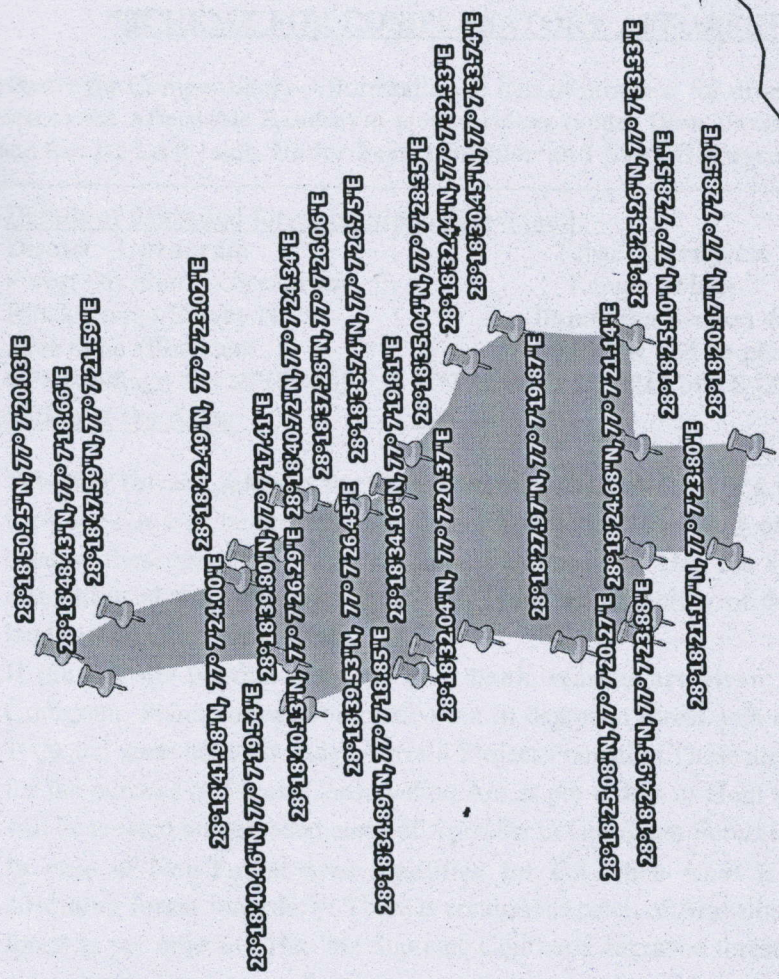 28°18'50.25"N, 77° 7'20.03"E
28°18'48.43"N, 77° 7'18.66"E
28°18'47.59"N, 77° 7'21.59"E
28°18'42.49"N, 77° 7'23.02"E
28°18'41.98"N, 77° 7'24.00"E
28°18'40.46"N, 77° 7'19.51"E
28°18'39.89"N, 77° 7'17.41"E
28°18'40.72"N, 77° 7'24.34"E
28°18'40.13"N, 77° 7'26.29"E
28°18'37.28"N, 77° 7'26.06"E
28°18'39.53"N, 77° 7'26.45"E
28°18'35.74"N, 77° 7'26.75"E
28°18'34.89"N, 77° 7'18.85"E
28°18'34.16"N, 77° 7'19.61"E
28°18'35.04"N, 77° 7'28.35"E
28°18'32.04"N, 77° 7'20.37"E
28°18'32.41"N, 77° 7'32.33"E
28°18'30.45"N, 77° 7'33.74"E
28°18'27.97"N, 77° 7'19.87"E
28°18'25.08"N, 77° 7'20.27"E
28°18'24.68"N, 77° 7'21.14"E
28°18'25.26"N, 77° 7'33.33"E
28°18'24.93"N, 77° 7'23.88"E
28°18'25.10"N, 77° 7'28.51"E
28°18'21.17"N, 77° 7'23.80"E
28°18'20.47"N, 77° 7'28.50"E